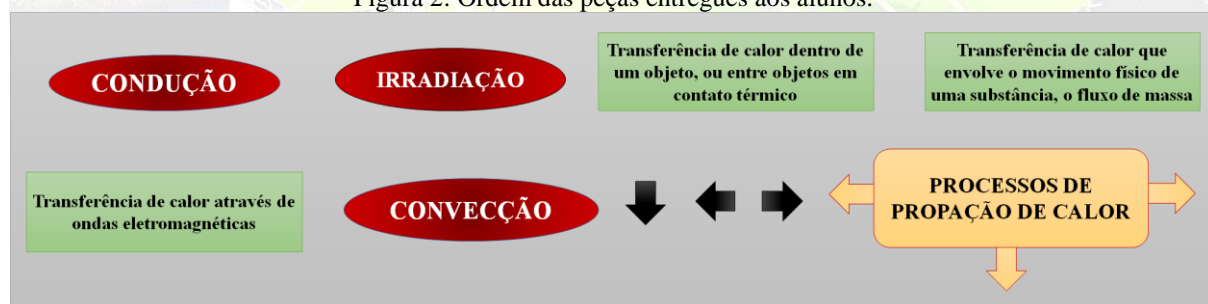 Figura 2: Ordem das peças entregues aos alunos.
CONDUÇÃO
IRRADIAÇÃO
Transferência de calor dentro de
um objeto, ou entre objetos em
contato térmico
Transferência de calor que
envolve o movimento físico de
uma substância, o fluxo de massa
Transferência de calor através de
ondas eletromagnéticas
CONVECÇÃO
PROCESSOS DE
PROPAÇÃO DE CALOR